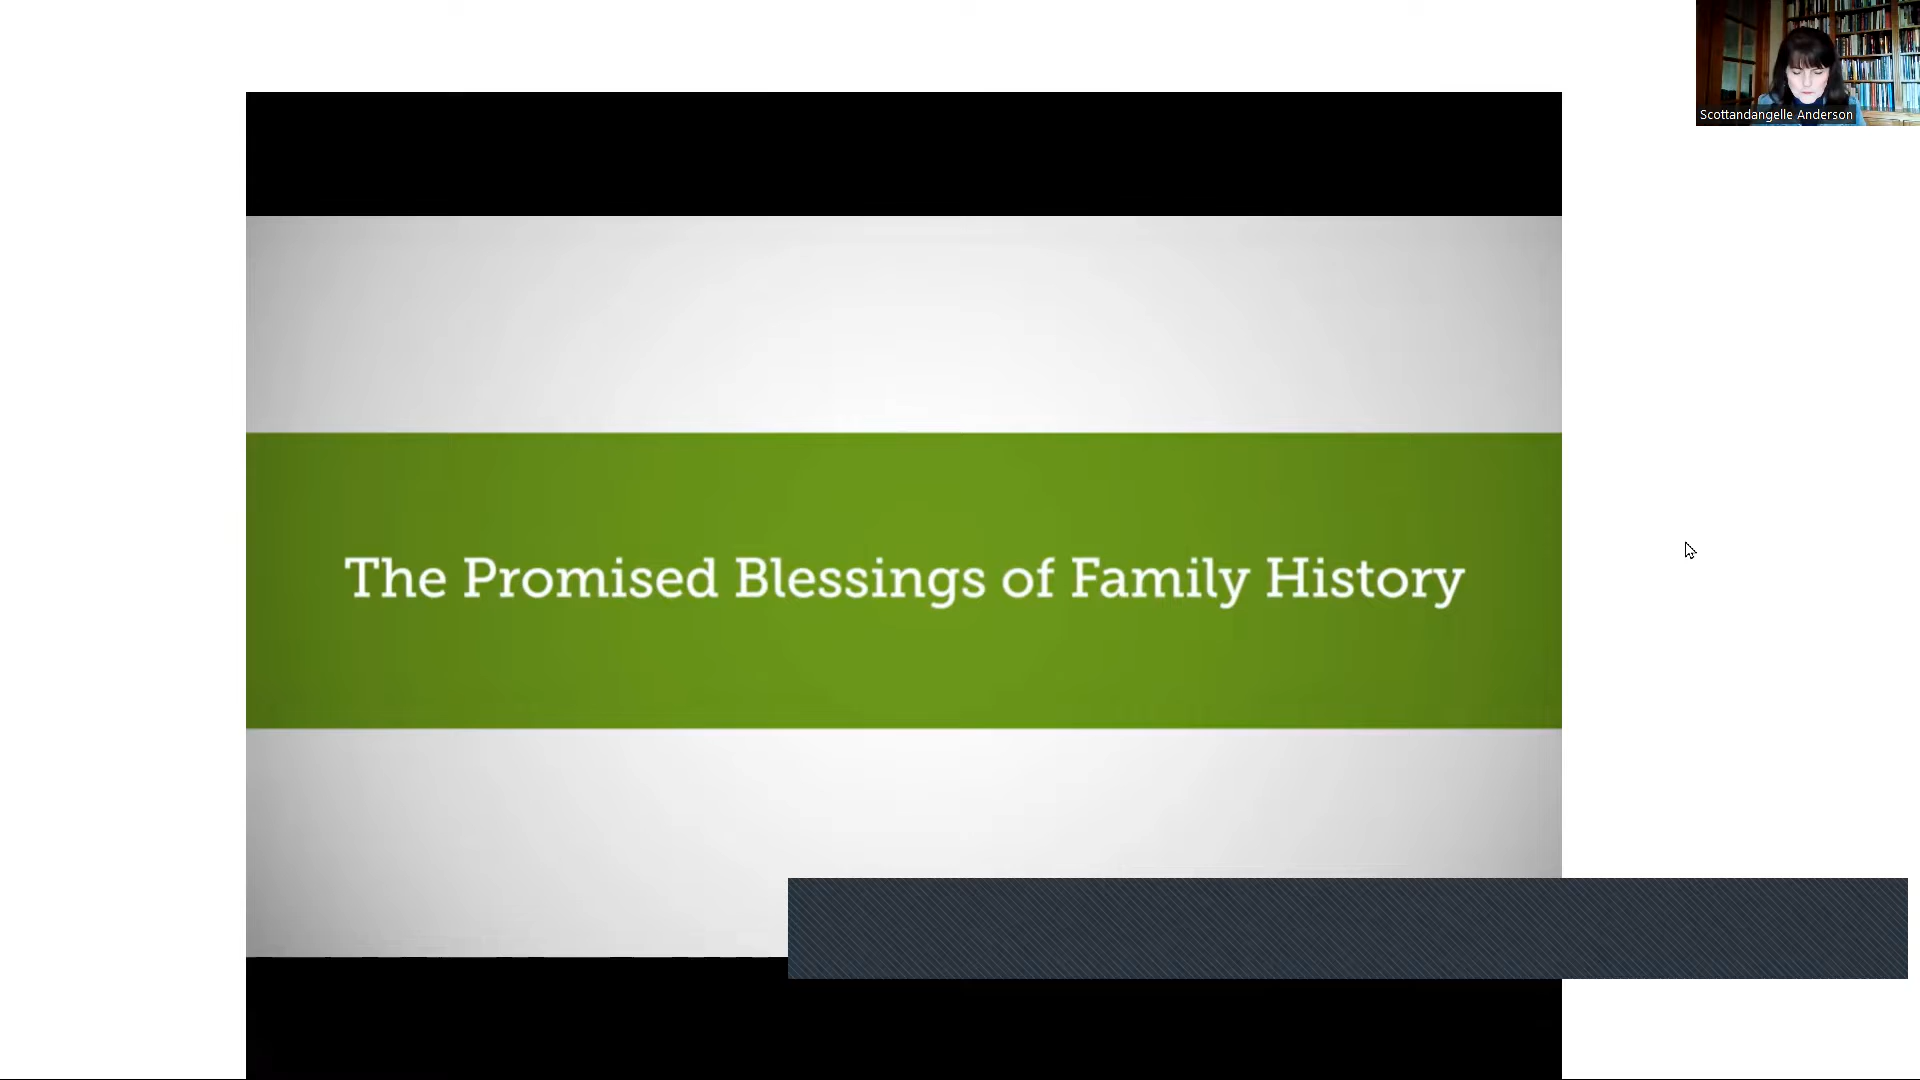 Scottandangelle Anderson
The Promised Blessings of Family History